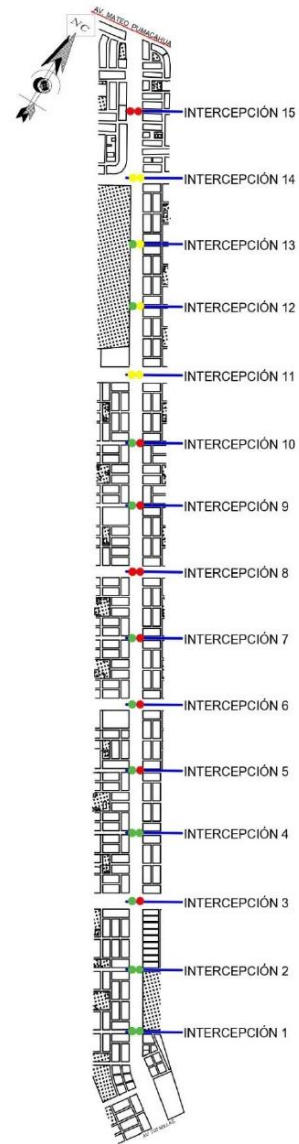 AV. MATEO PUMACAHUA
NC
INTERCEPCIÓN 15
INTERCEPCIÓN 14
INTERCEPCIÓN 13
INTERCEPCIÓN 12
INTERCEPCIÓN 11
INTERCEPCIÓN 10
INTERCEPCIÓN 9
INTERCEPCIÓN 8
INTERCEPCIÓN 7
INTERCEPCIÓN 6
INTERCEPCIÓN 5
INTERCEPCIÓN 4
INTERCEPCIÓN 3
INTERCEPCIÓN 2
INTERCEPCIÓN 1